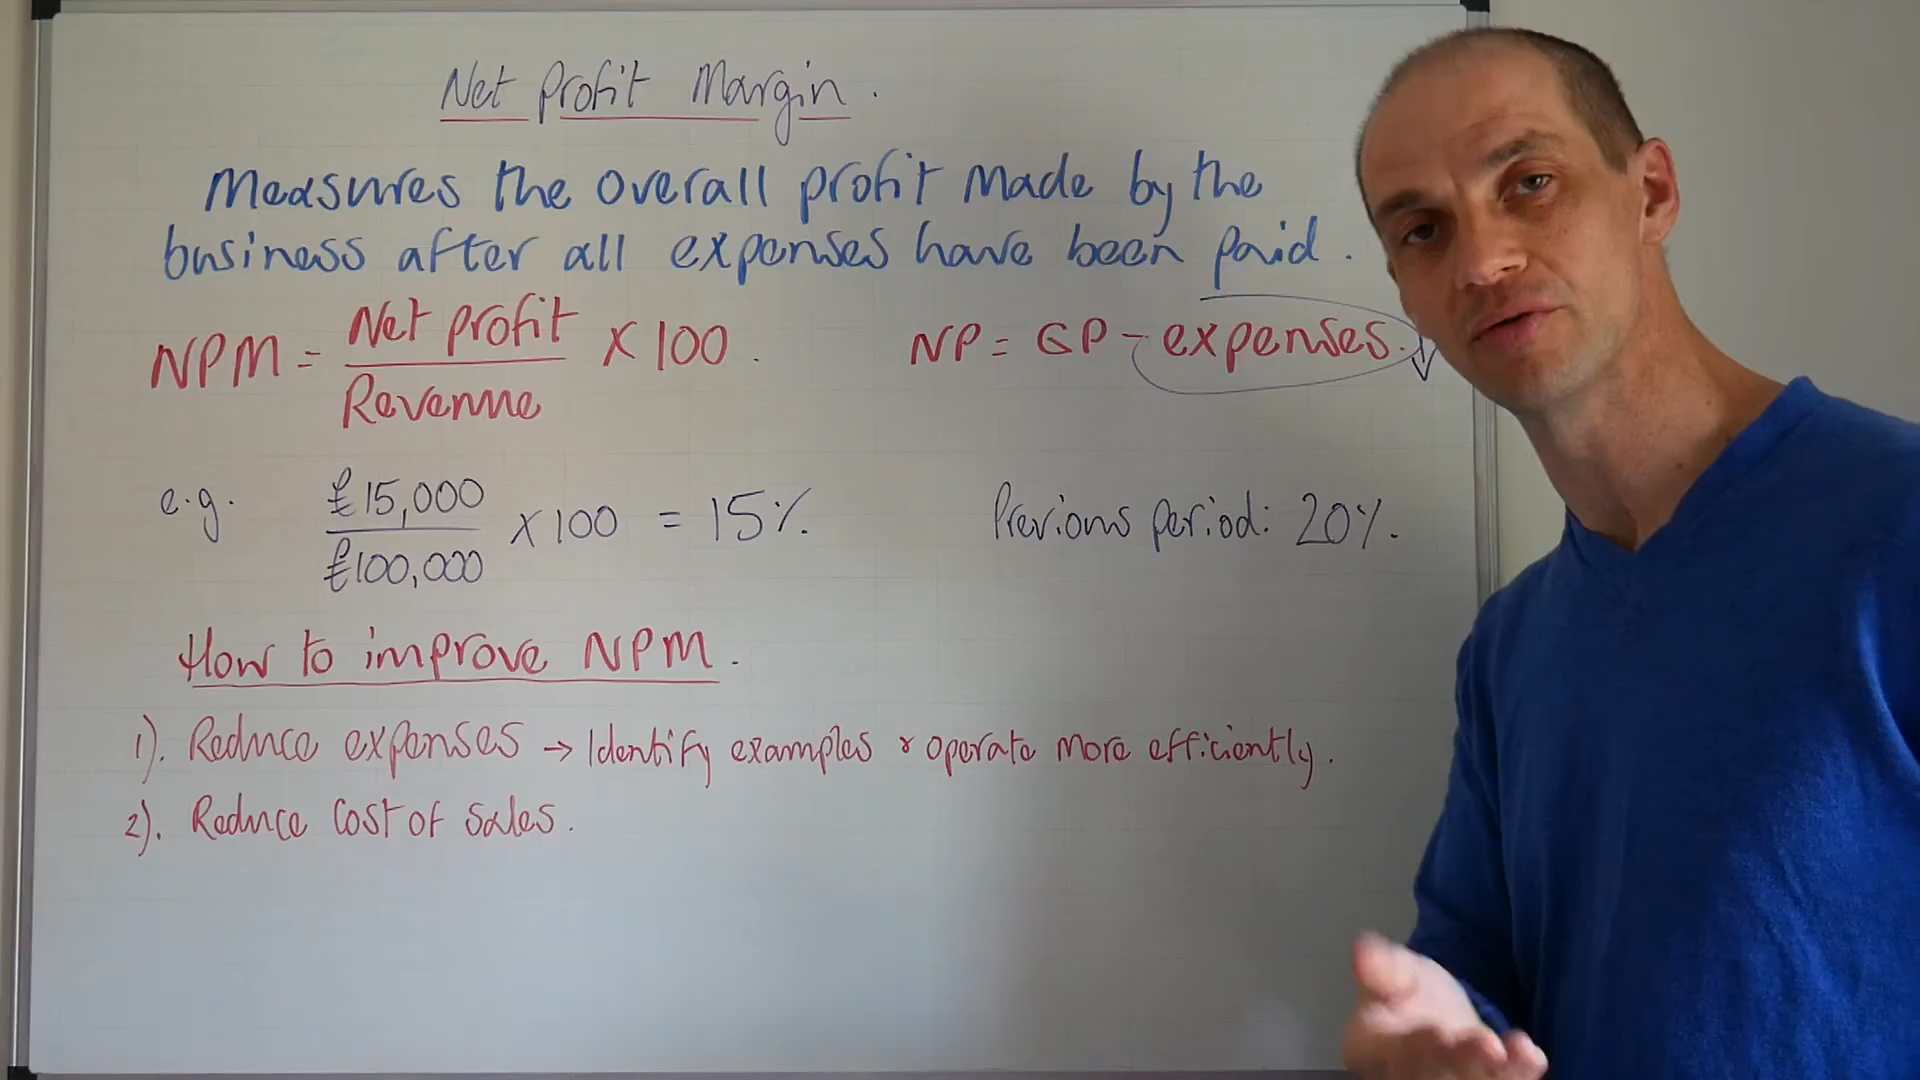 Net Profit Margin.
Measures the overall profit made by the
business after all expenses have been paid.
NPM = Net profit / Revenue × 100.
NP = GP - expenses. ↓
e.g. £15,000 / £100,000 × 100 = 15%.
Previous period: 20%.
How to improve NPM.
1). Reduce expenses → Identify examples & operate more efficiently.
2). Reduce cost of sales.